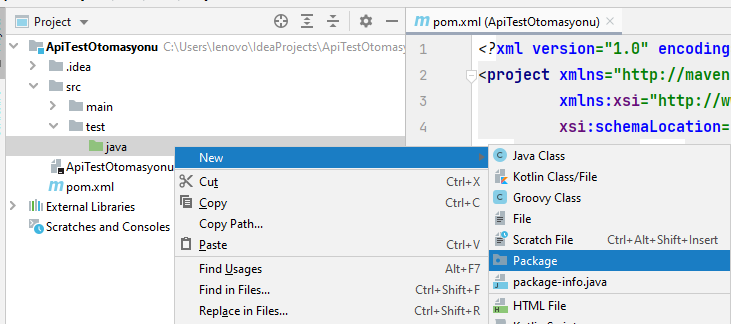 Project
pom.xml (ApiTestOtomasyonu)
ApiTestOtomasyonu C:\Users\lenovo\IdeaProjects\ApiTestOtomasy
.idea
src
main
test
java
ApiTestOtomasyonu
pom.xml
External Libraries
Scratches and Consoles
1 <?xml version="1.0" encoding
2 <project xmlns="http://maven
3 xmlns:xsi="http://w
4 xsi:schemaLocation=
New
Cut Ctrl+X
Copy Ctrl+C
Copy Path...
Paste Ctrl+V
Find Usages Alt+F7
Find in Files... Ctrl+Shift+F
Replace in Files... Ctrl+Shift+R
Java Class
Kotlin Class/File
Groovy Class
File
Scratch File Ctrl+Alt+Shift+Insert
Package
package-info.java
HTML File